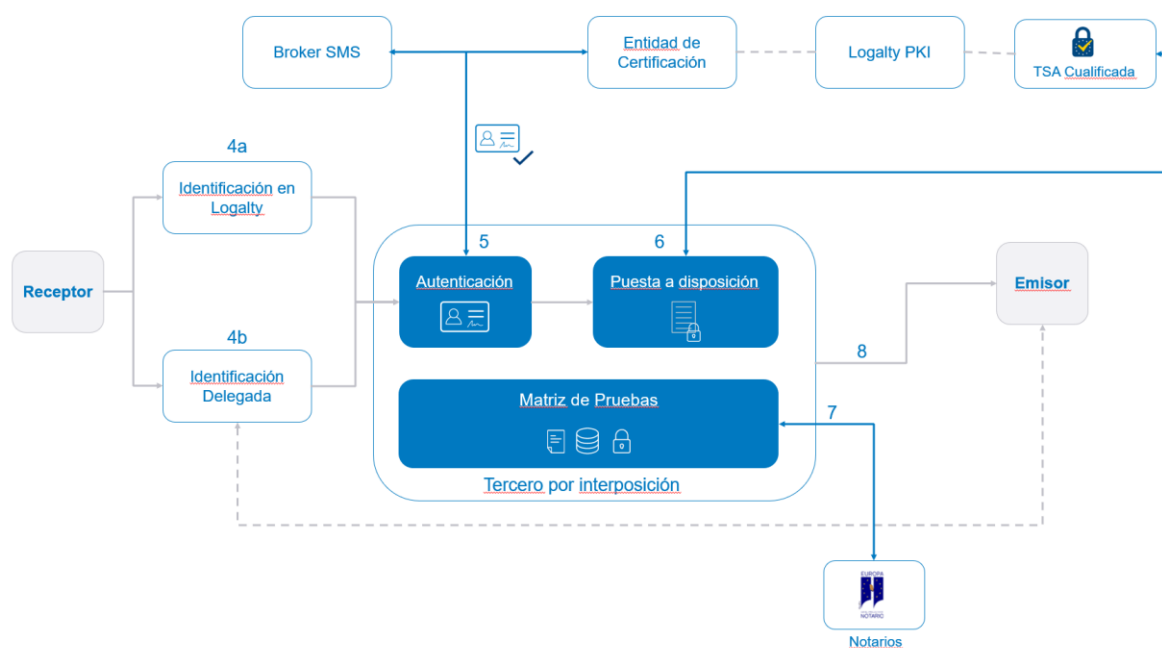 Broker SMS
Entidad de
Certificación
Logalty PKI
TSA Cualificada
4a
Identificación en
Logalty
5
6
Receptor
Autenticación
Puesta a disposición
Emisor
4b
Identificación
Delegada
8
Matriz de Pruebas
7
Tercero por interposición
EUROPA
NOTARIO
Notarios